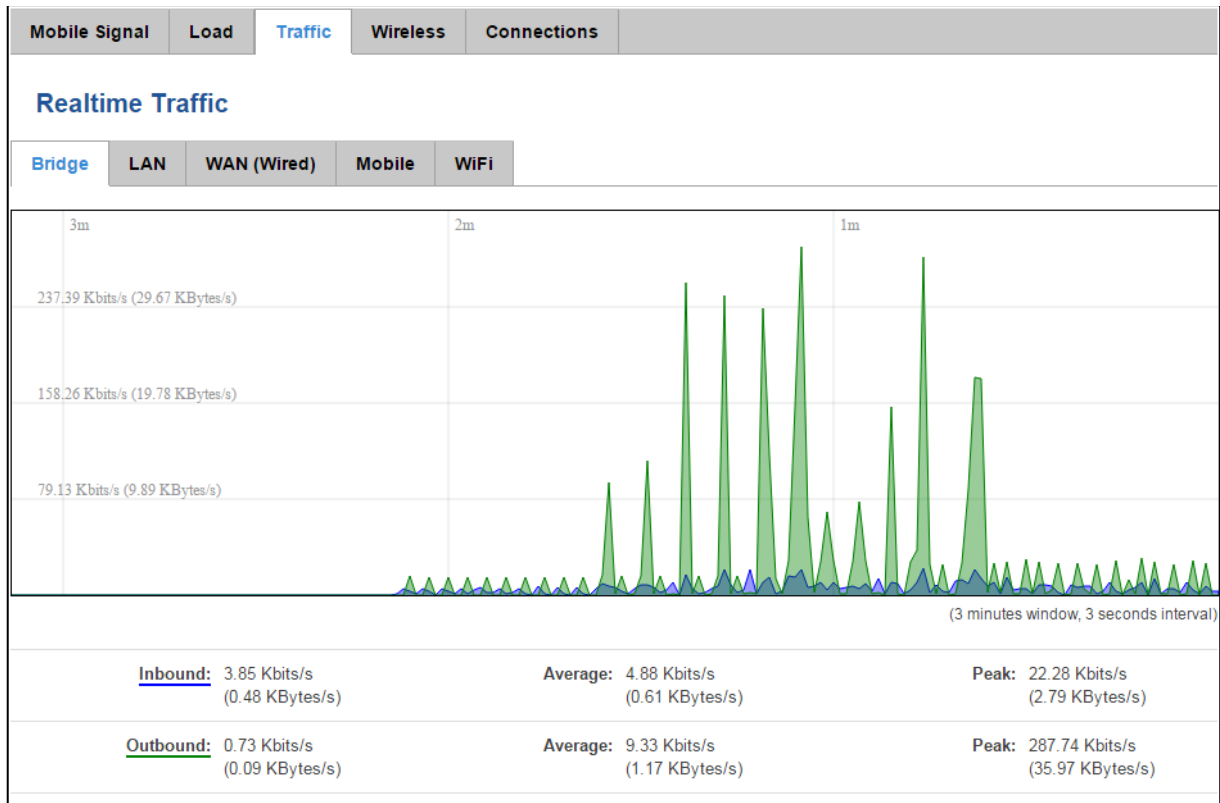 Mobile Signal Load Traffic Wireless Connections
Realtime Traffic
Bridge LAN WAN (Wired) Mobile WiFi
3m 2m 1m
237.39 Kbits/s (29.67 KBytes/s)
158.26 Kbits/s (19.78 KBytes/s)
79.13 Kbits/s (9.89 KBytes/s)
(3 minutes window, 3 seconds interval)
Inbound: 3.85 Kbits/s Average: 4.88 Kbits/s Peak: 22.28 Kbits/s
(0.48 KBytes/s) (0.61 KBytes/s) (2.79 KBytes/s)
Outbound: 0.73 Kbits/s Average: 9.33 Kbits/s Peak: 287.74 Kbits/s
(0.09 KBytes/s) (1.17 KBytes/s) (35.97 KBytes/s)